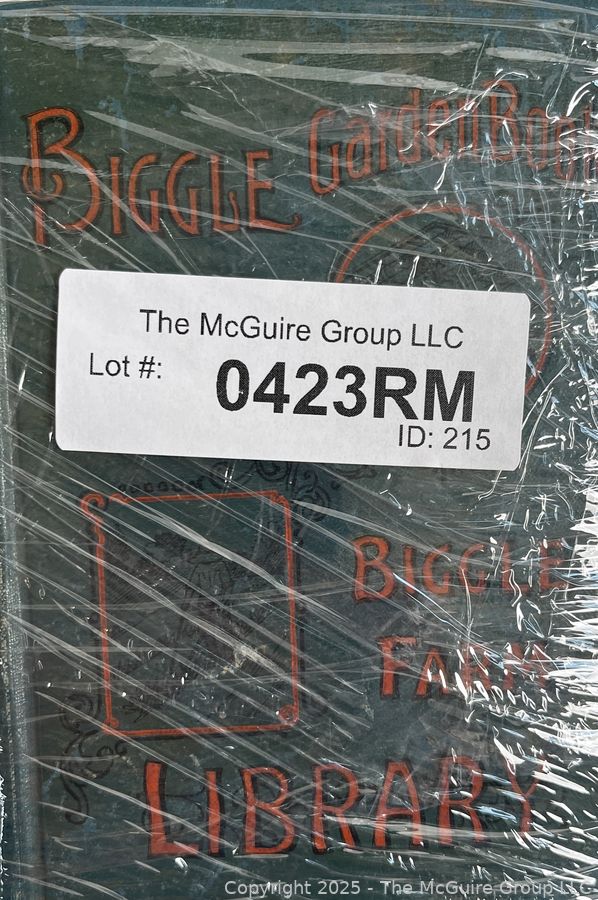 BIGGLE Garden Book
The McGuire Group LLC
Lot #: 0423RM
ID: 215
BIGGLE
FARM
LIBRARY
Copyright 2025 - The McGuire Group LLC